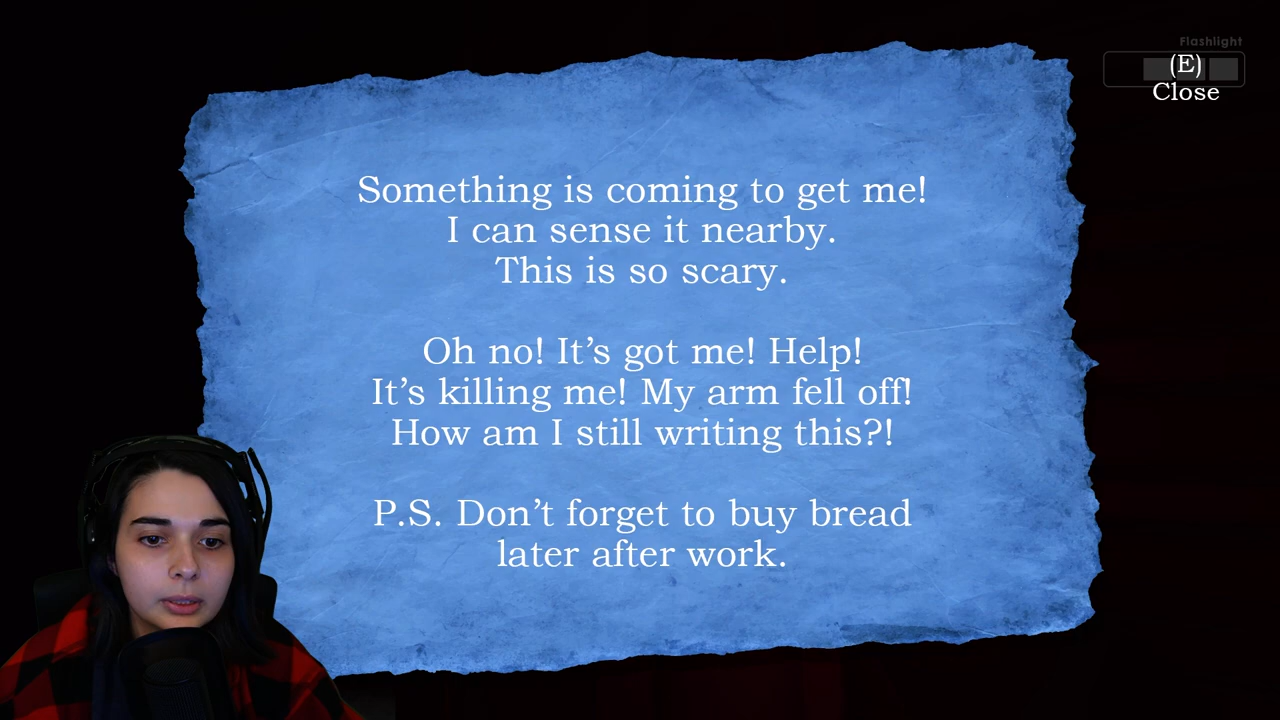 Flashlight
(E)
Close
Something is coming to get me!
I can sense it nearby.
This is so scary.
Oh no! It’s got me! Help!
It’s killing me! My arm fell off!
How am I still writing this?!
P.S. Don’t forget to buy bread
later after work.